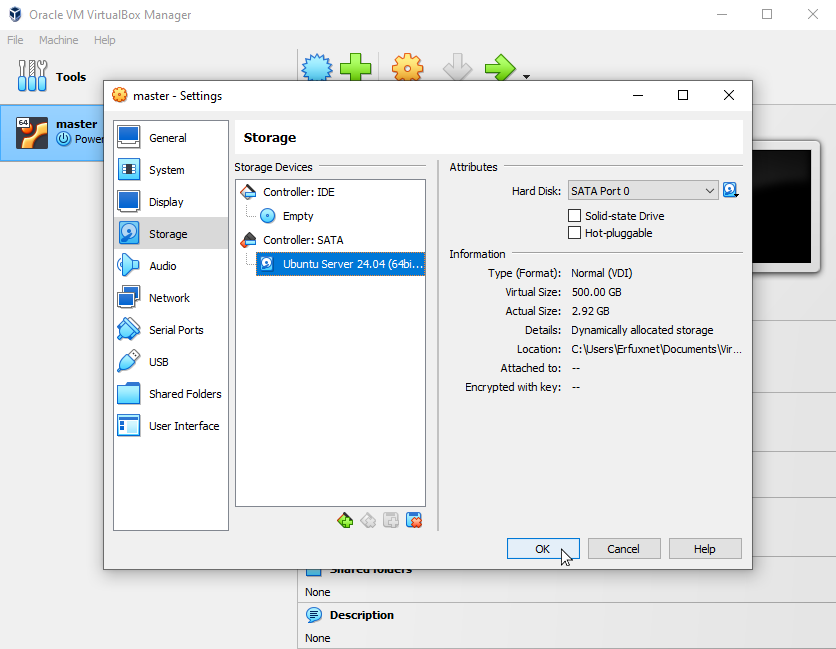 Oracle VM VirtualBox Manager
File Machine Help
Tools
64
master
Power
master - Settings
General
System
Display
Storage
Audio
Network
Serial Ports
USB
Shared Folders
User Interface
Storage
Storage Devices
Controller: IDE
Empty
Controller: SATA
Ubuntu Server 24.04 (64bi...
Attributes
Hard Disk: SATA Port 0
Solid-state Drive
Hot-pluggable
Information
Type (Format): Normal (VDI)
Virtual Size: 500.00 GB
Actual Size: 2.92 GB
Details: Dynamically allocated storage
Location: C:\Users\Erfuxnet\Documents\Vir...
Attached to: --
Encrypted with key: --
OK Cancel Help
Shared folders
None
Description
None